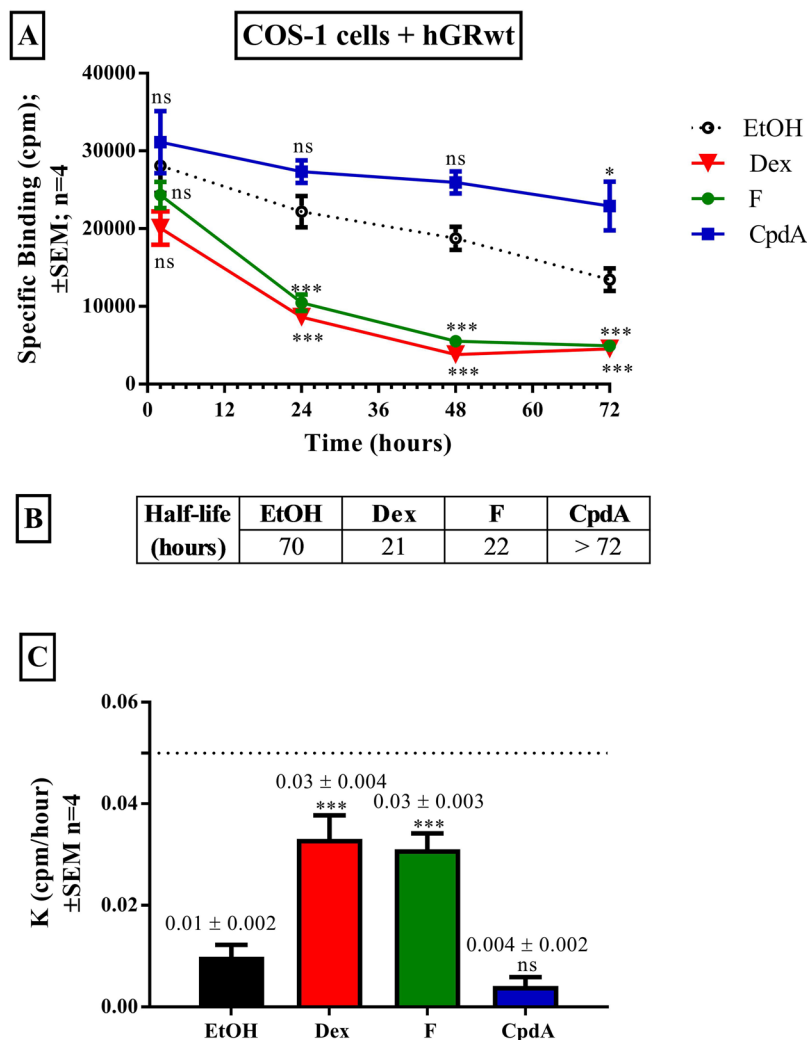 A
COS-1 cells + hGRwt
Specific Binding (cpm);
±SEM; n=4
40000
30000
20000
10000
0
ns
ns
ns
*
ns
ns
***
***
***
***
***
***
0 12 24 36 48 60 72
Time (hours)
EtOH
Dex
F
CpdA
B
Half-life EtOH Dex F CpdA
(hours) 70 21 22 > 72
C
K (cpm/hour)
±SEM n=4
0.06
0.04
0.02
0.00
0.01 ± 0.002
0.03 ± 0.004
***
0.03 ± 0.003
***
0.004 ± 0.002
ns
EtOH Dex F CpdA